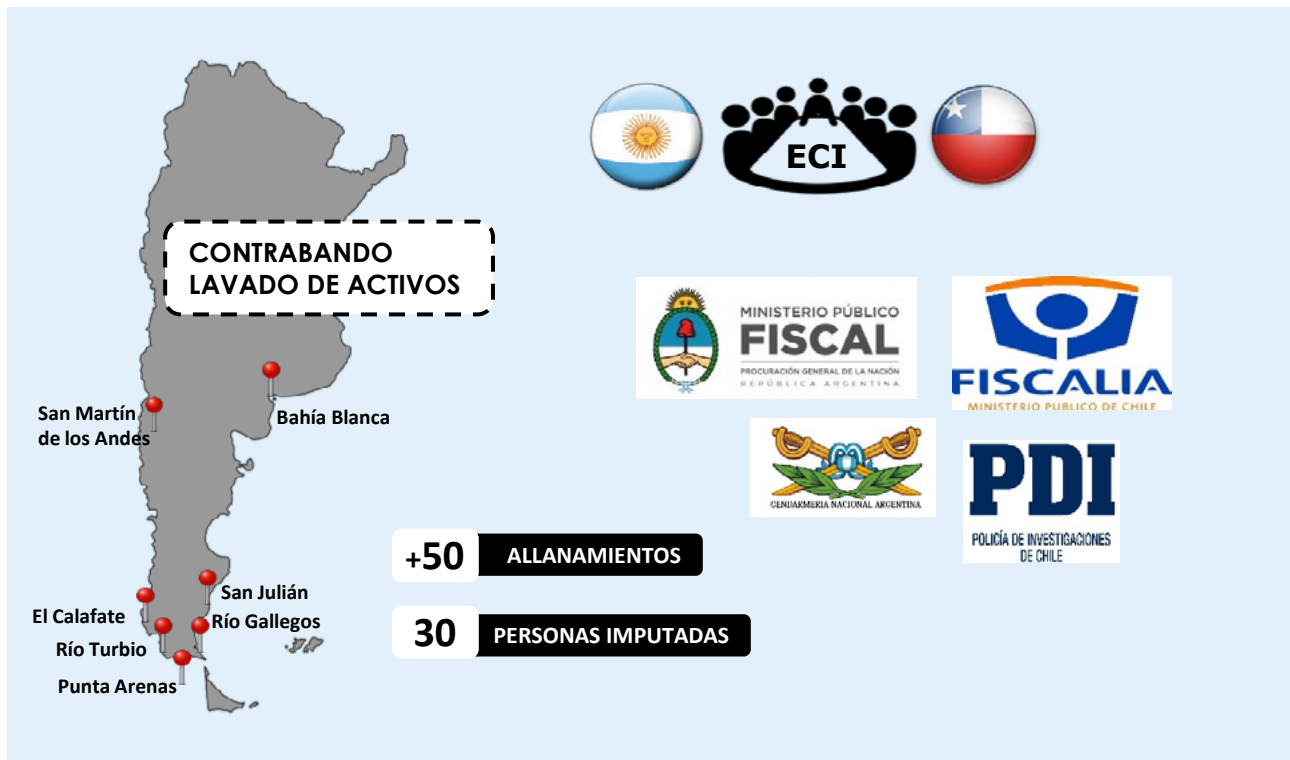 ECI
CONTRABANDO
LAVADO DE ACTIVOS
MINISTERIO PÚBLICO
FISCAL
PROCURACIÓN GENERAL DE LA NACIÓN
REPÚBLICA ARGENTINA
FISCALIA
MINISTERIO PUBLICO DE CHILE
San Martín
de los Andes
Bahía Blanca
GENDARMERIA NACIONAL ARGENTINA
PDI
POLICÍA DE INVESTIGACIONES
DE CHILE
+50 ALLANAMIENTOS
San Julián
El Calafate
Río Gallegos
30 PERSONAS IMPUTADAS
Río Turbio
Punta Arenas